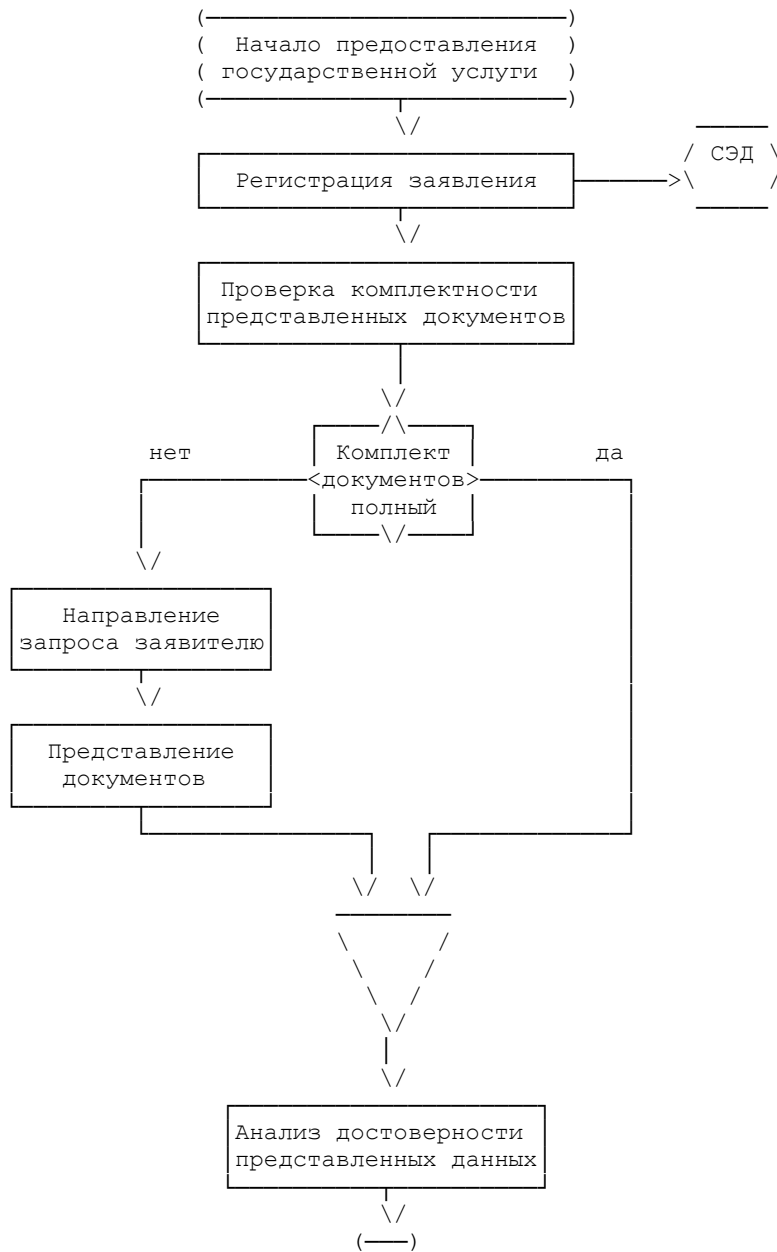 Начало предоставления
государственной услуги
СЭД
Регистрация заявления
Проверка комплектности
представленных документов
нет
Комплект
да
документов
полный
Направление
запроса заявителю
Представление
документов
Анализ достоверности
представленных данных